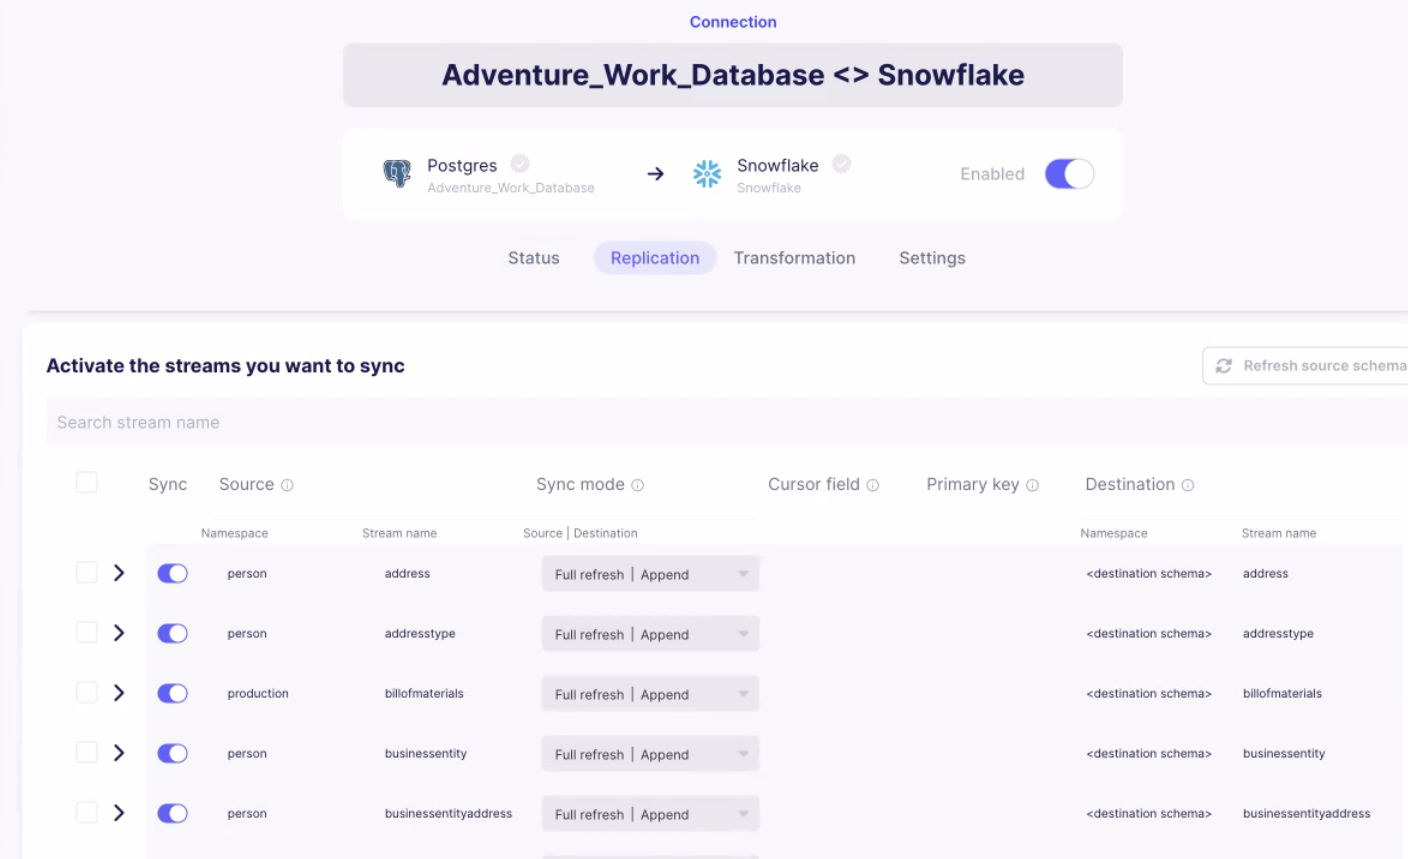 Connection
Adventure_Work_Database <> Snowflake
Postgres
Adventure_Work_Database
Snowflake
Snowflake
Enabled
Status Replication Transformation Settings
Activate the streams you want to sync
Refresh source schema
Search stream name
Sync Source Sync mode Cursor field Primary key Destination
Namespace Stream name Source | Destination Namespace Stream name
person address Full refresh | Append <destination schema> address
person addresstype Full refresh | Append <destination schema> addresstype
production billofmaterials Full refresh | Append <destination schema> billofmaterials
person businessentity Full refresh | Append <destination schema> businessentity
person businessentityaddress Full refresh | Append <destination schema> businessentityaddress